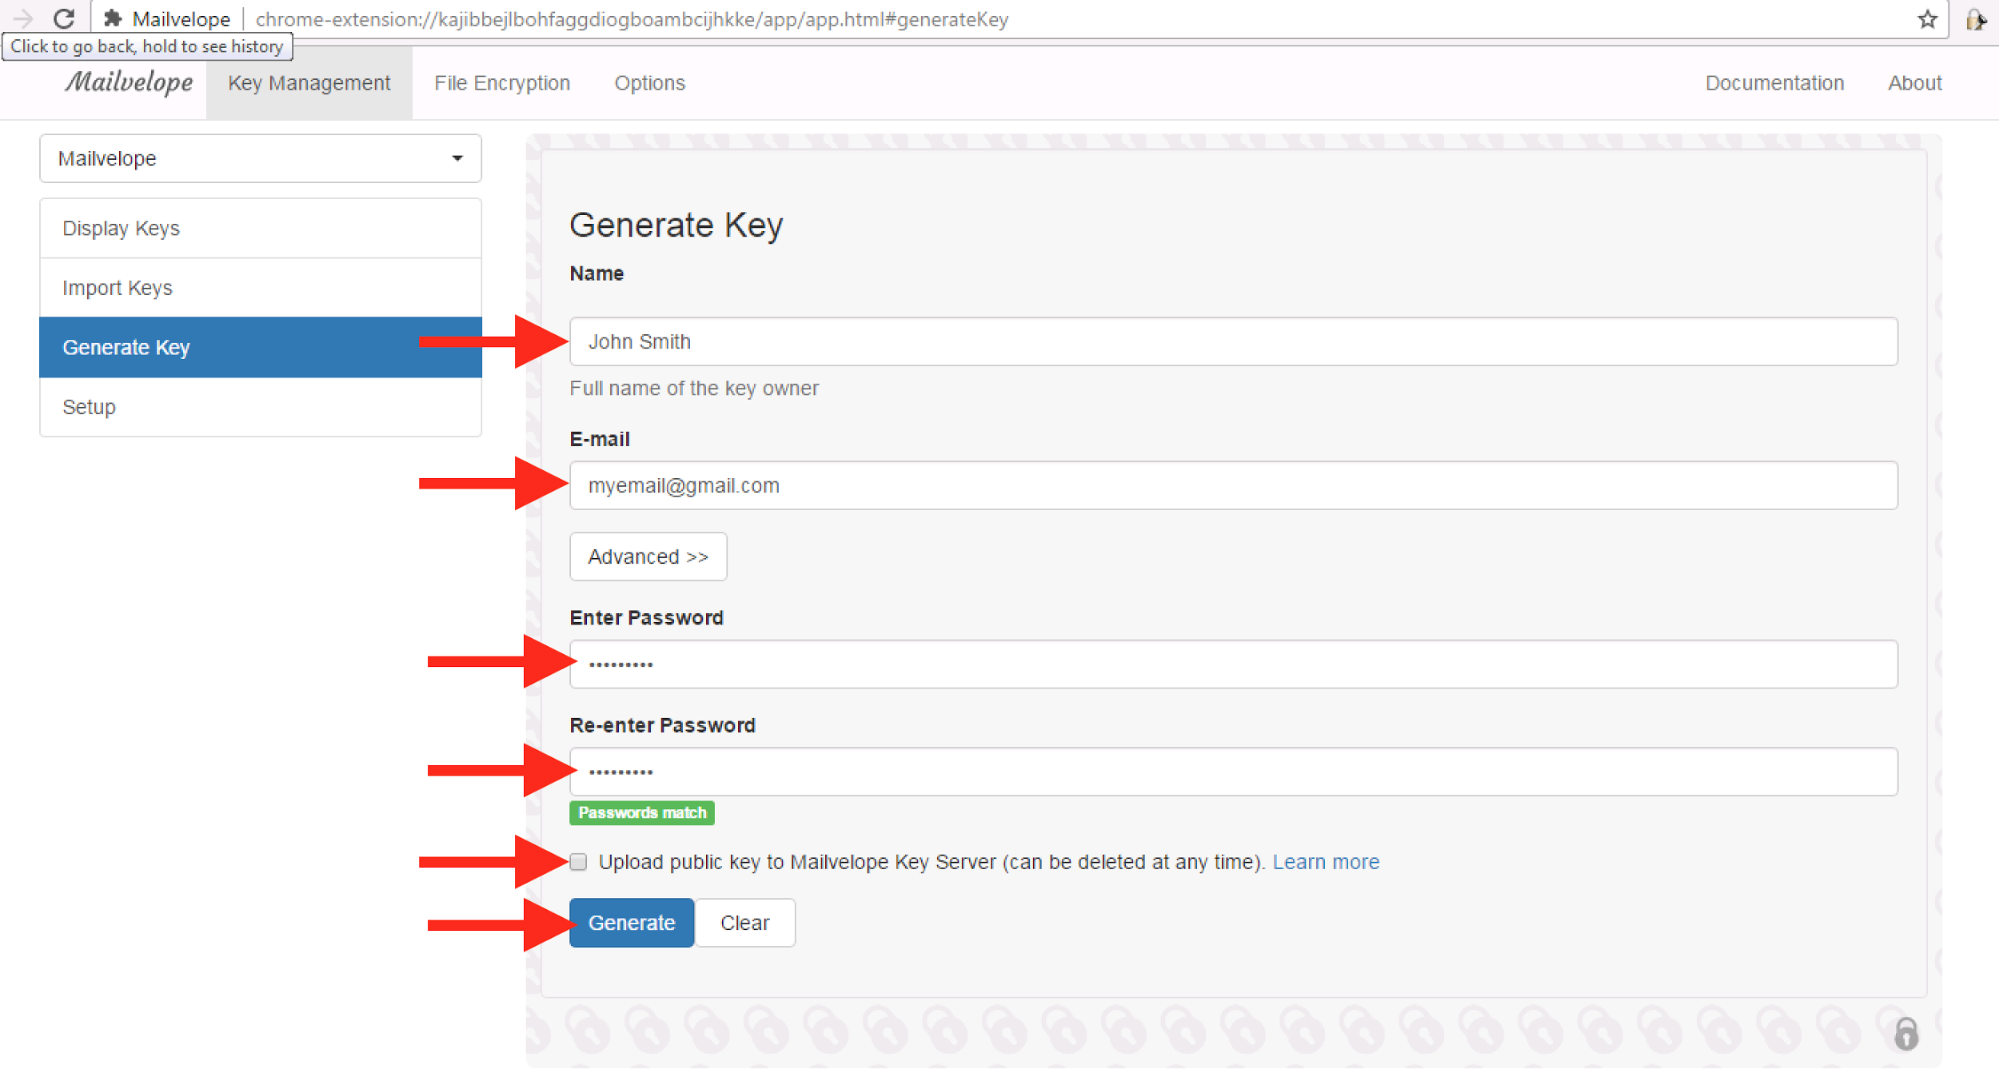 Mailvelope chrome-extension://kajibbejlbohfaggdiogboambcijhkke/app/app.html#generateKey
Click to go back, hold to see history
Mailvelope Key Management File Encryption Options Documentation About
Mailvelope
Display Keys
Import Keys
Generate Key
Setup
Generate Key
Name
John Smith
Full name of the key owner
E-mail
myemail@gmail.com
Advanced >>
Enter Password
•••••••••
Re-enter Password
•••••••••
Passwords match
Upload public key to Mailvelope Key Server (can be deleted at any time). Learn more
Generate Clear